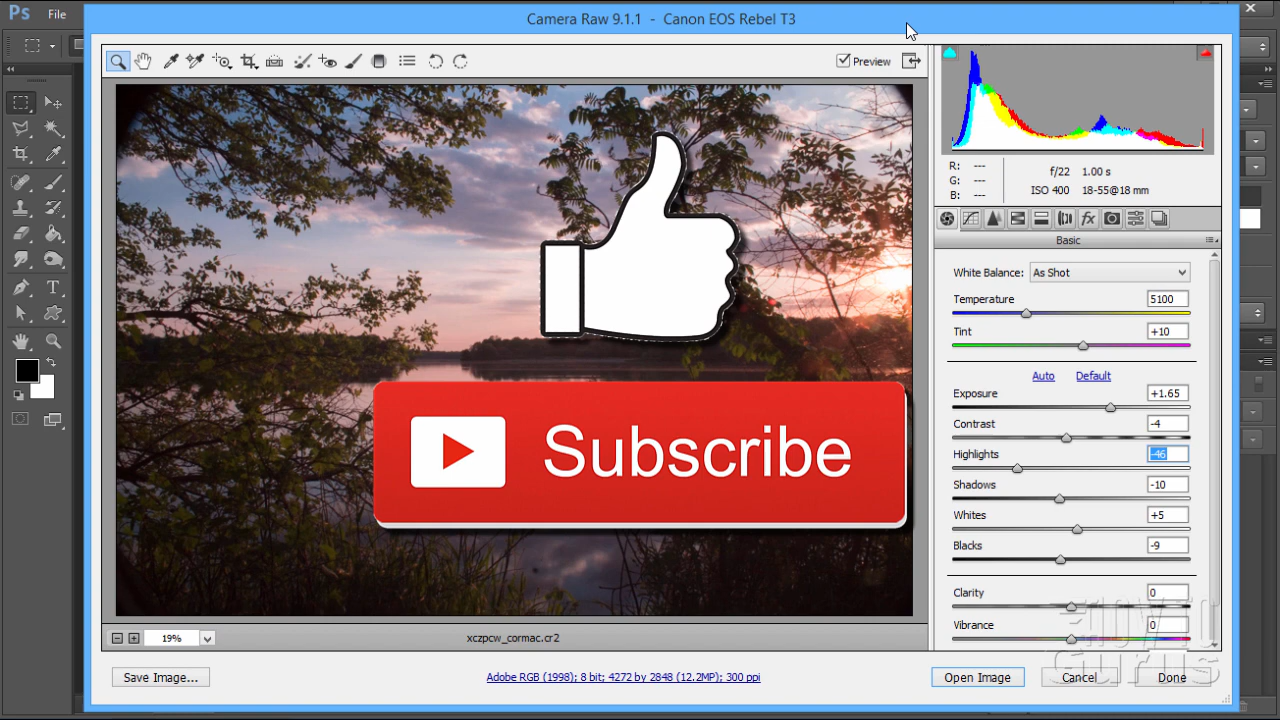 Ps File
Camera Raw 9.1.1 - Canon EOS Rebel T3
Preview
R: ---
G: ---
B: ---
f/22 1.00 s
ISO 400 18-55@18 mm
Basic
White Balance: As Shot
Temperature 5100
Tint +10
Auto Default
Exposure +1.65
Contrast -4
Highlights -46
Shadows -10
Whites +5
Blacks -9
Clarity 0
Vibrance 0
Subscribe
19%
xczpcw_cormac.cr2
Save Image...
Adobe RGB (1998); 8 bit; 4272 by 2848 (12.2MP); 300 ppi
Open Image
Cancel
Done
HOWTO
Gurus